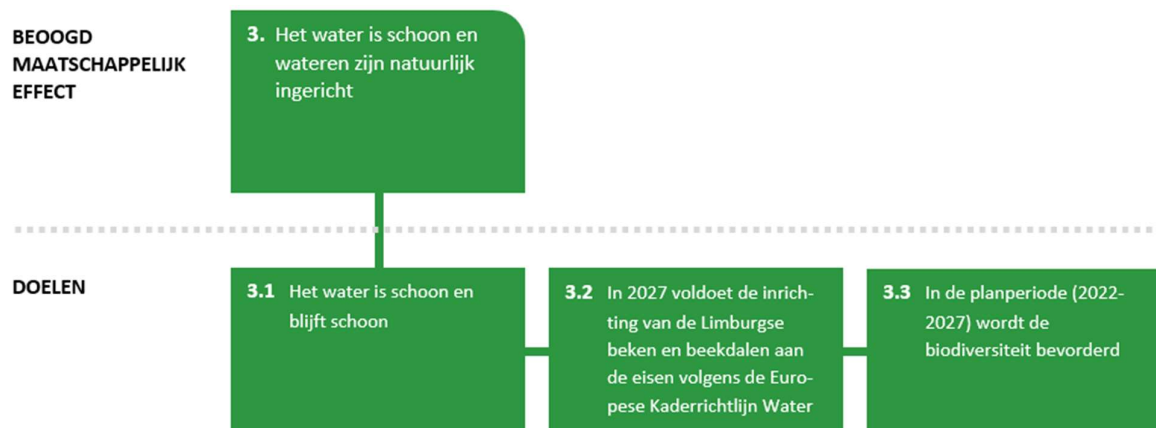 BEOOGD
MAATSCHAPPELIJK
EFFECT
3. Het water is schoon en
wateren zijn natuurlijk
ingericht
DOELEN
3.1 Het water is schoon en
blijft schoon
3.2 In 2027 voldoet de inrich-
ting van de Limburgse
beken en beekdalen aan
de eisen volgens de Euro-
pese Kaderrichtlijn Water
3.3 In de planperiode (2022-
2027) wordt de
biodiversiteit bevorderd